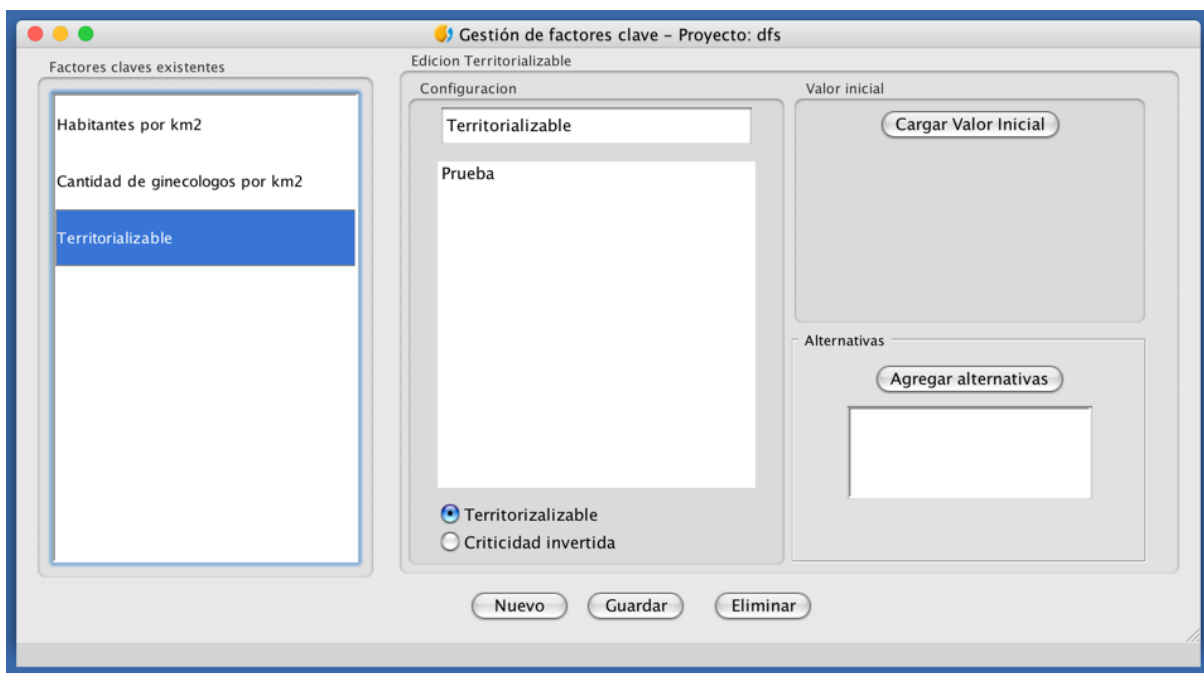 Gestión de factores clave – Proyecto: dfs
Factores claves existentes
Habitantes por km2
Cantidad de ginecologos por km2
Territorializable
Edicion Territorializable
Configuracion
Territorializable
Prueba
Territorizalizable
Criticidad invertida
Valor inicial
Cargar Valor Inicial
Alternativas
Agregar alternativas
Nuevo
Guardar
Eliminar